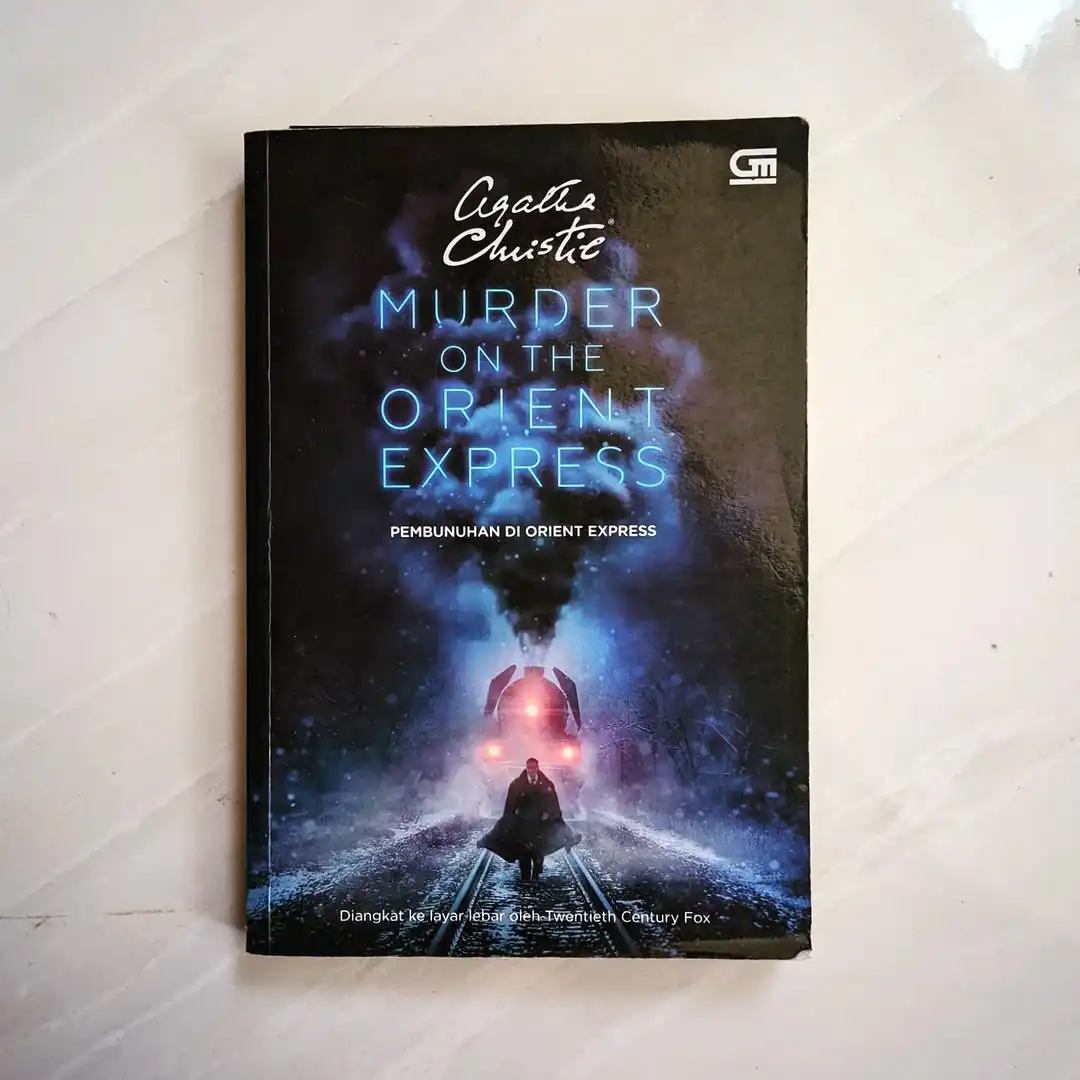 GM
Agatha
Christie®
MURDER
ON THE
ORIENT
EXPRESS
PEMBUNUHAN DI ORIENT EXPRESS
Diangkat ke layar lebar oleh Twentieth Century Fox